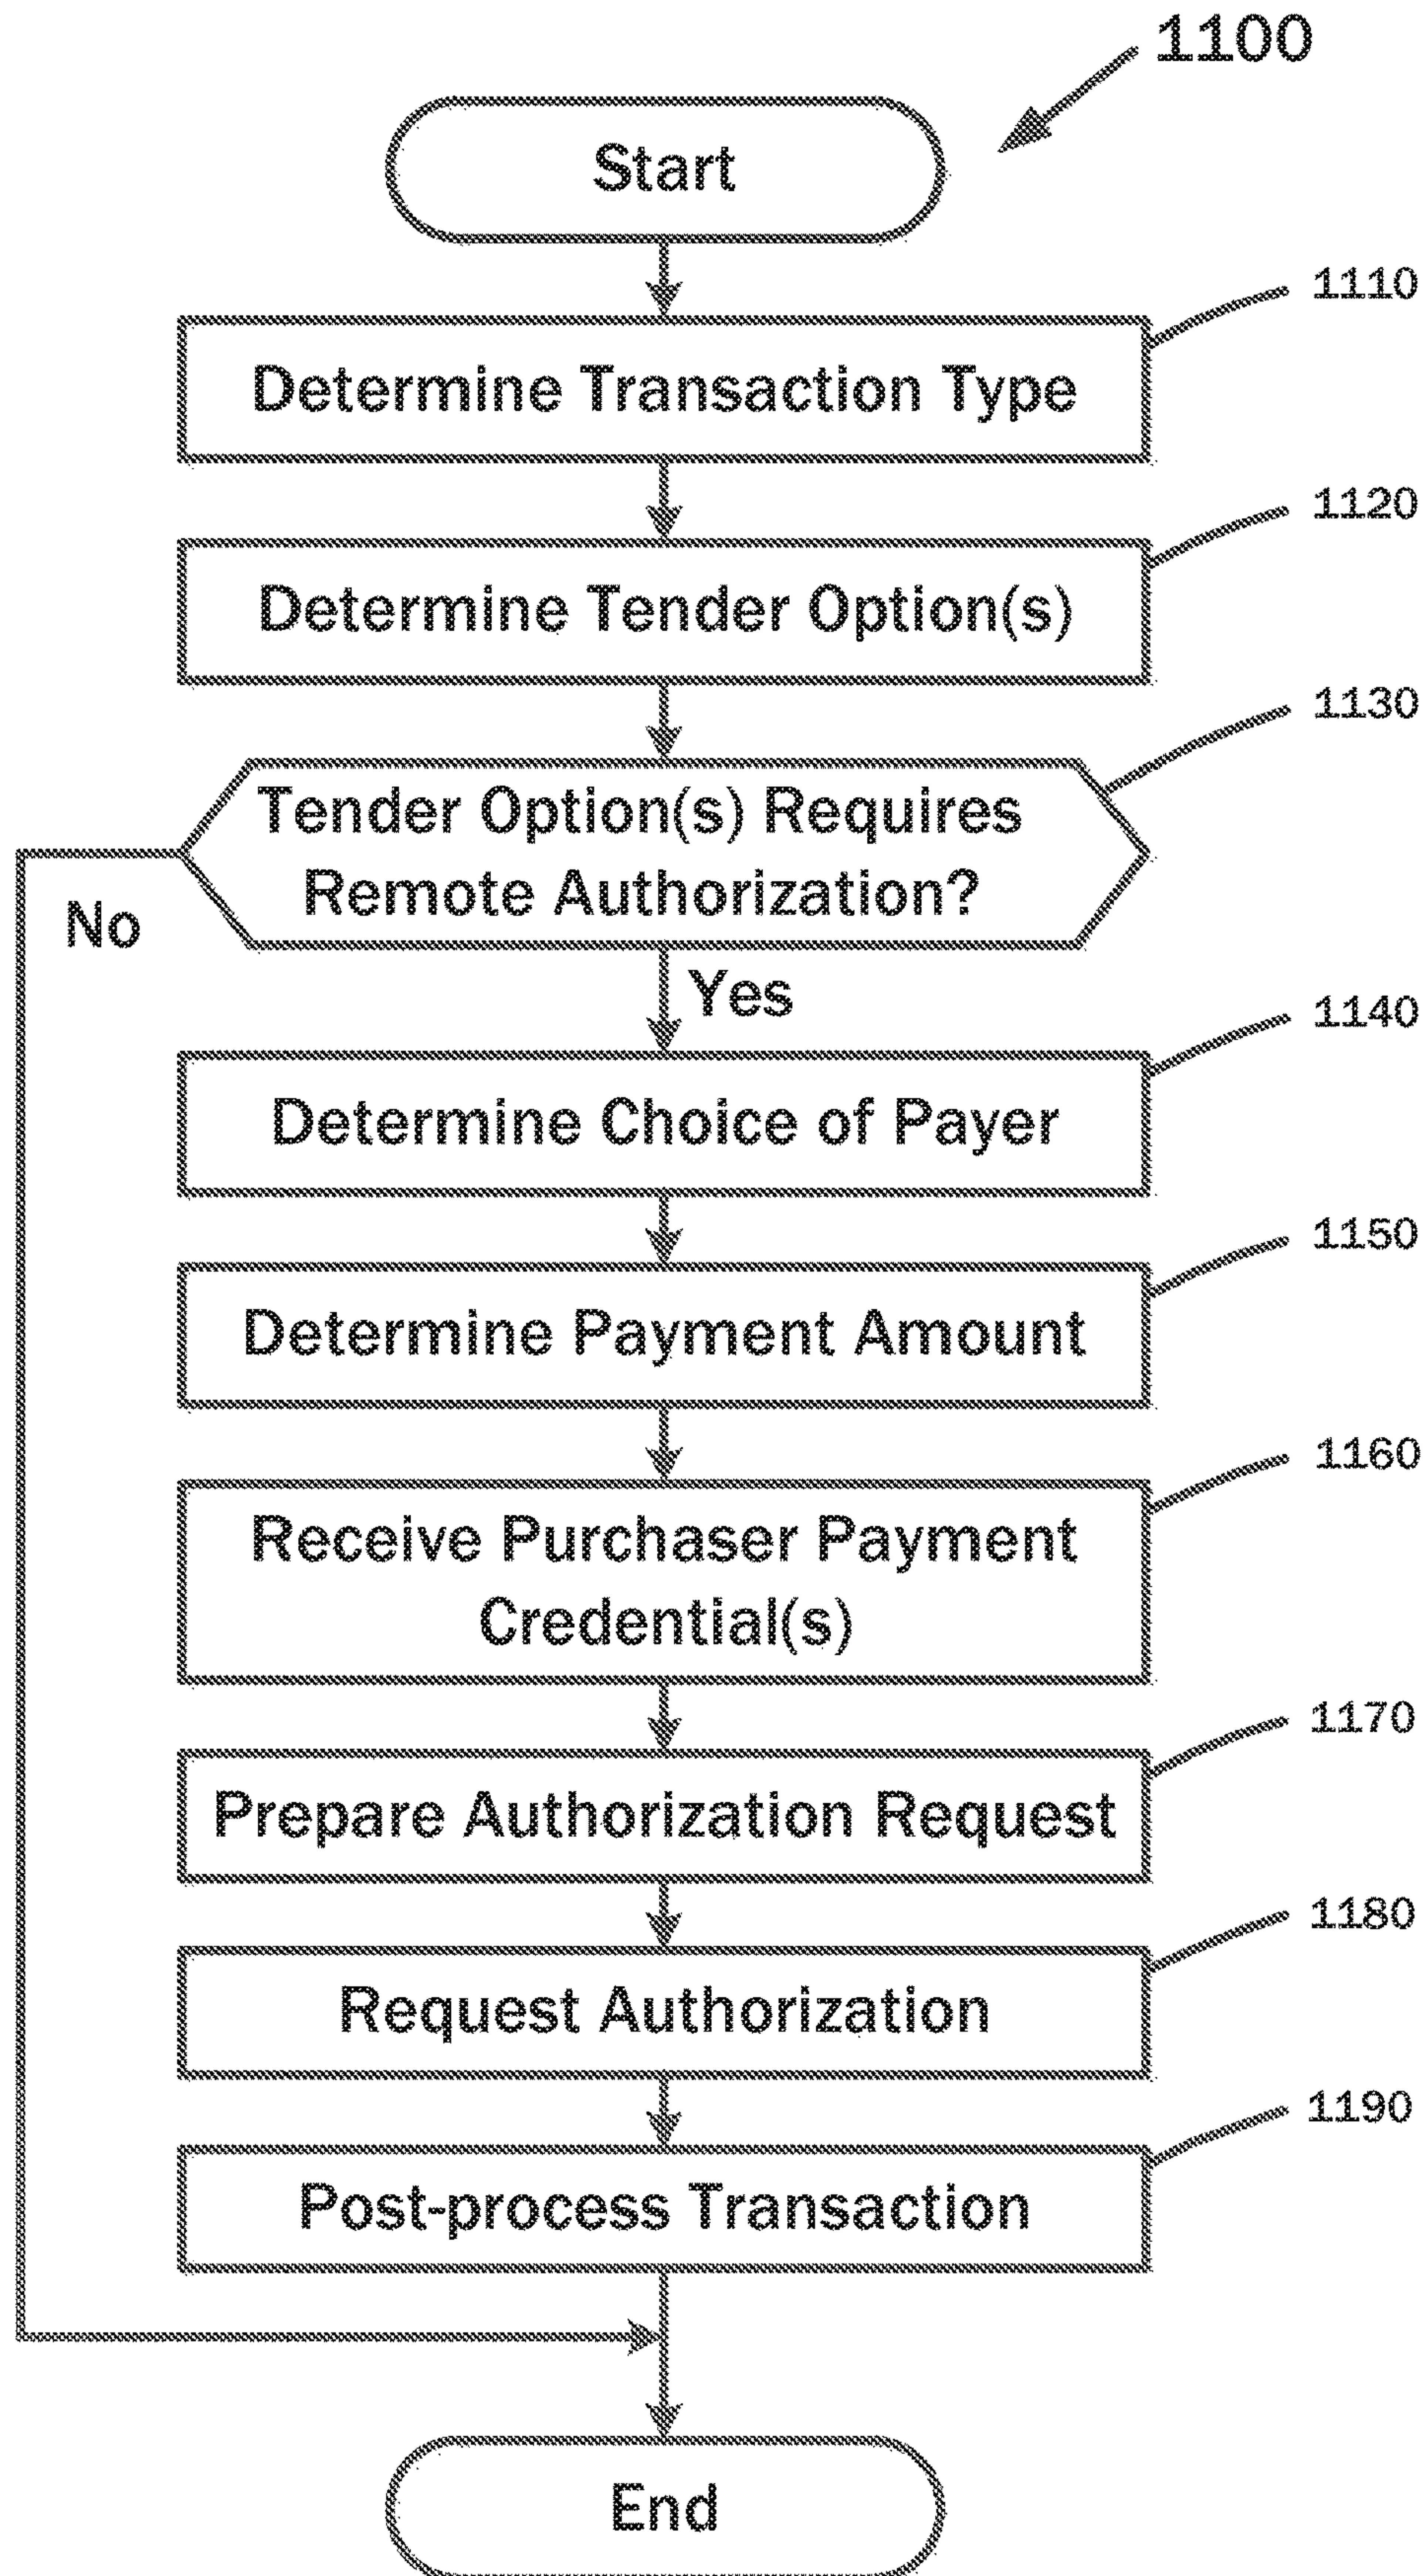 1100
Start
1110
Determine Transaction Type
1120
Determine Tender Option(s)
1130
Tender Option(s) Requires
Remote Authorization?
No
Yes
1140
Determine Choice of Payer
1150
Determine Payment Amount
1160
Receive Purchaser Payment
Credential(s)
1170
Prepare Authorization Request
1180
Request Authorization
1190
Post-process Transaction
End